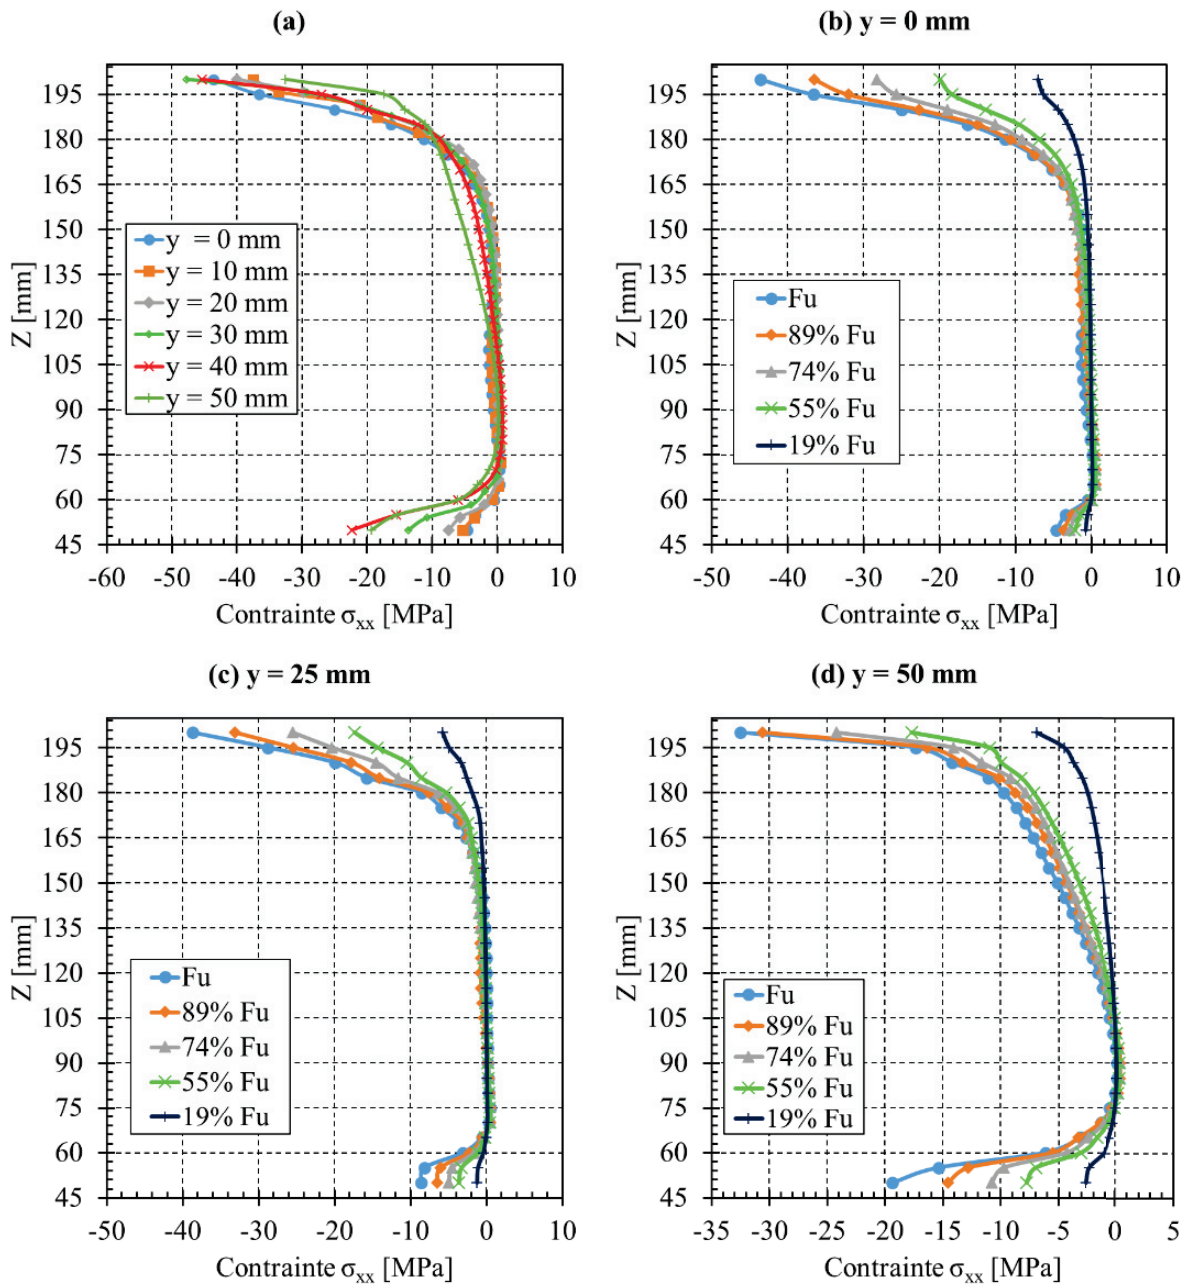 (a)
Z [mm]
195
180
165
150
135
120
105
90
75
60
45
y = 0 mm
y = 10 mm
y = 20 mm
y = 30 mm
y = 40 mm
y = 50 mm
-60 -50 -40 -30 -20 -10 0 10
Contrainte σxx [MPa]
(b) y = 0 mm
Z [mm]
195
180
165
150
135
120
105
90
75
60
45
Fu
89% Fu
74% Fu
55% Fu
19% Fu
-50 -40 -30 -20 -10 0 10
Contrainte σxx [MPa]
(c) y = 25 mm
Z [mm]
195
180
165
150
135
120
105
90
75
60
45
Fu
89% Fu
74% Fu
55% Fu
19% Fu
-50 -40 -30 -20 -10 0 10
Contrainte σxx [MPa]
(d) y = 50 mm
Z [mm]
195
180
165
150
135
120
105
90
75
60
45
Fu
89% Fu
74% Fu
55% Fu
19% Fu
-35 -30 -25 -20 -15 -10 -5 0 5
Contrainte σxx [MPa]